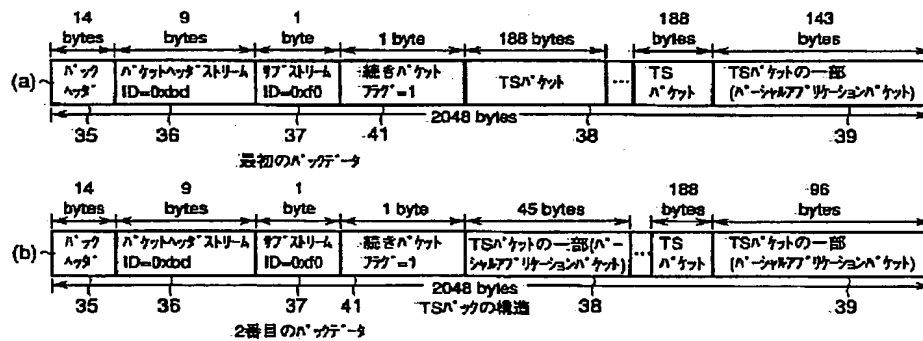 14 bytes 9 bytes 1 byte 1 byte 188 bytes 188 bytes 143 bytes
(a) パック ヘッダ パケットヘッダストリーム ID=0xbd サブストリーム ID=0xf0 続きパケット フラグ=1 TSパケット ... TS パケット TSパケットの一部 (パーシャルアプリケーションパケット)
2048 bytes
35 36 37 41 38 39
最初のパックデータ
14 bytes 9 bytes 1 byte 1 byte 45 bytes 188 bytes 96 bytes
(b) パック ヘッダ パケットヘッダストリーム ID=0xbd サブストリーム ID=0xf0 続きパケット フラグ=1 TSパケットの一部(パーシャルアプリケーションパケット) ... TS パケット TSパケットの一部 (パーシャルアプリケーションパケット)
2048 bytes
35 36 37 41 38 39
TSパックの構造
2番目のパックデータ